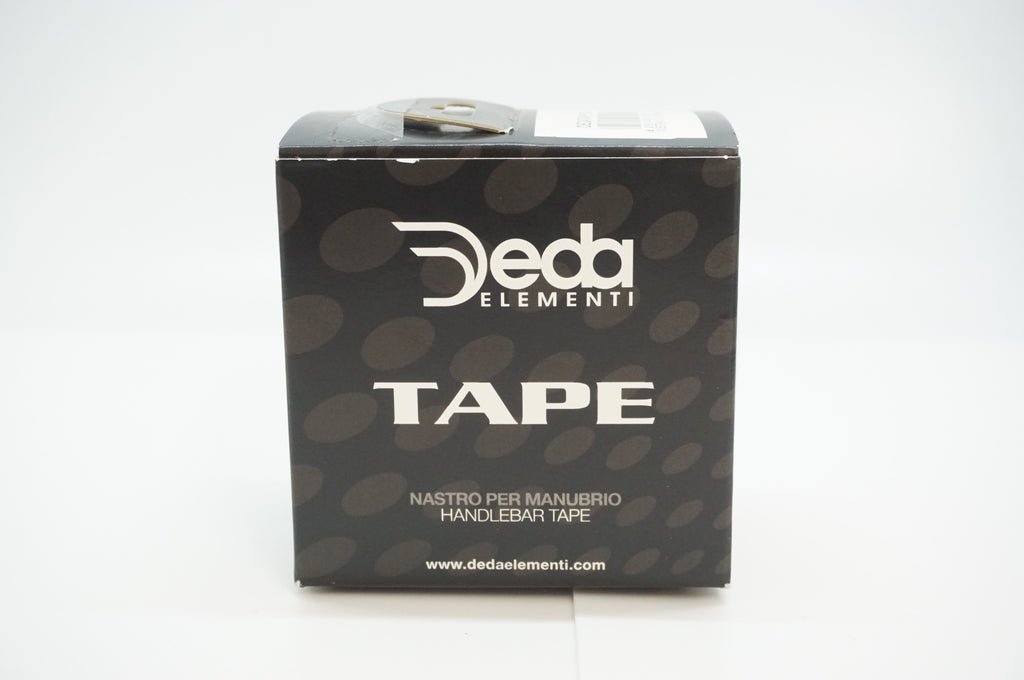 Deda
ELEMENTI
TAPE
NASTRO PER MANUBRIO
HANDLEBAR TAPE
www.dedaelementi.com